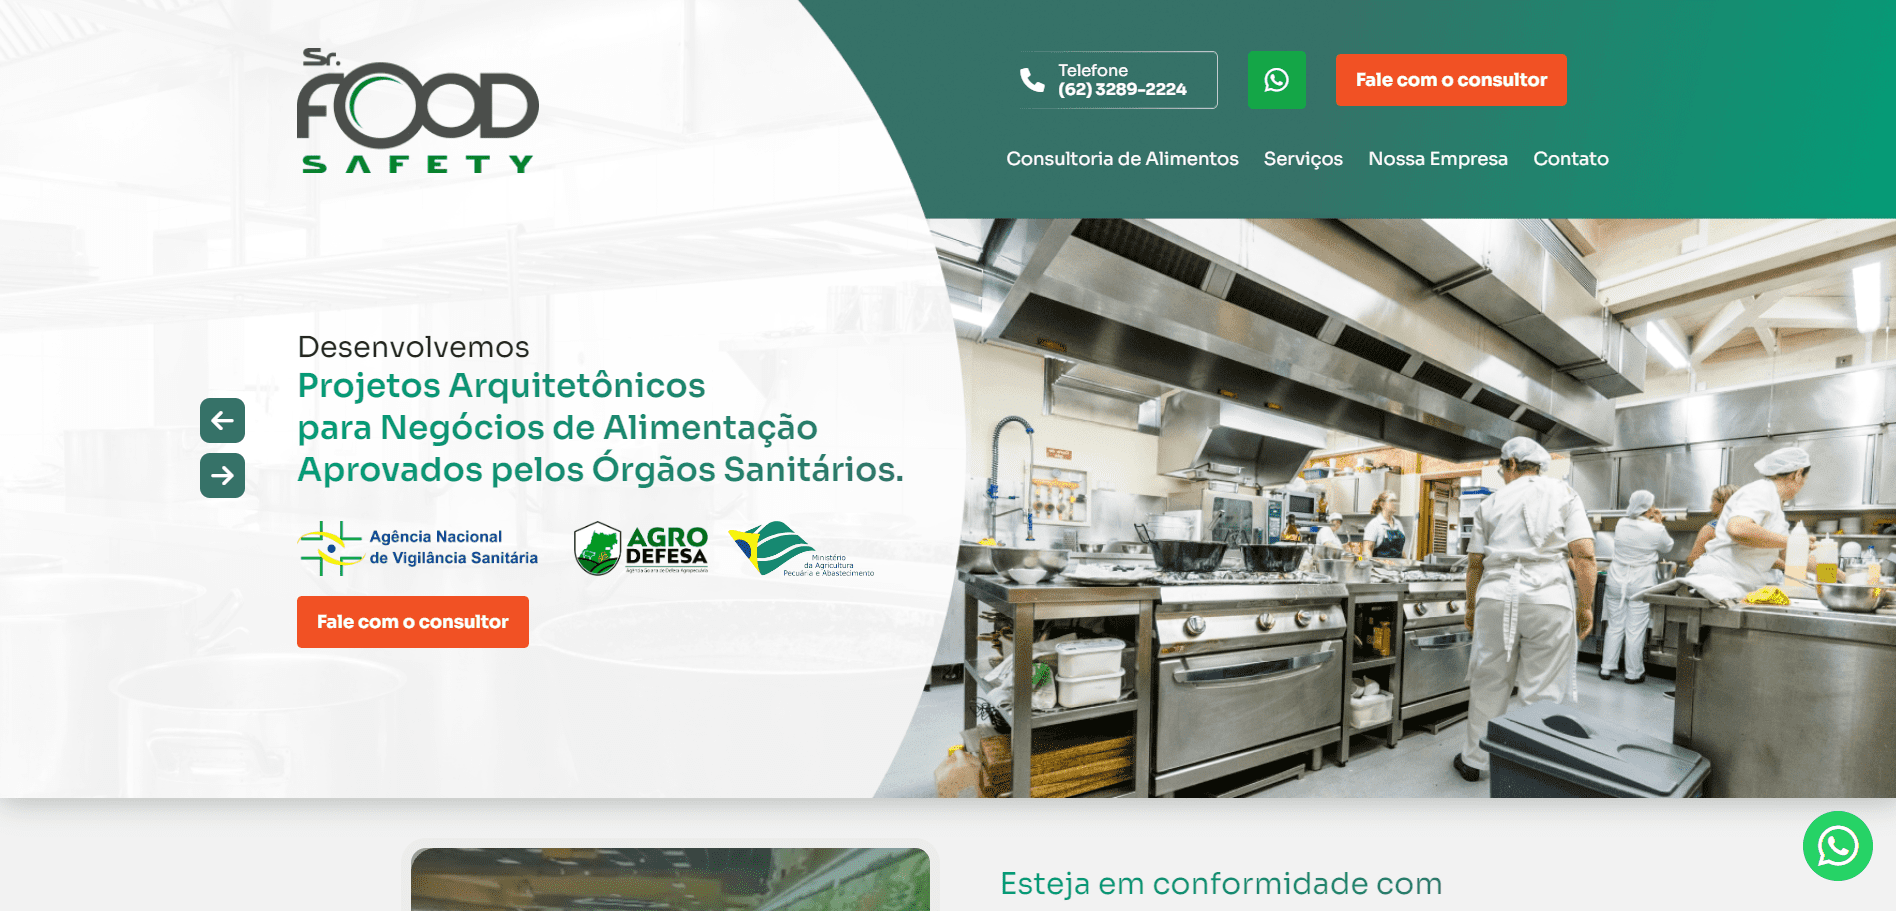 Sr.
FOOD
SAFETY
Telefone
(62) 3289-2224
Fale com o consultor
Consultoria de Alimentos
Serviços
Nossa Empresa
Contato
Desenvolvemos
Projetos Arquitetônicos
para Negócios de Alimentação
Aprovados pelos Órgãos Sanitários.
Agência Nacional
de Vigilância Sanitária
AGRO
DEFESA
Agência Goiana de Defesa Agropecuária
Ministério
da Agricultura
Pecuária e Abastecimento
Fale com o consultor
Esteja em conformidade com